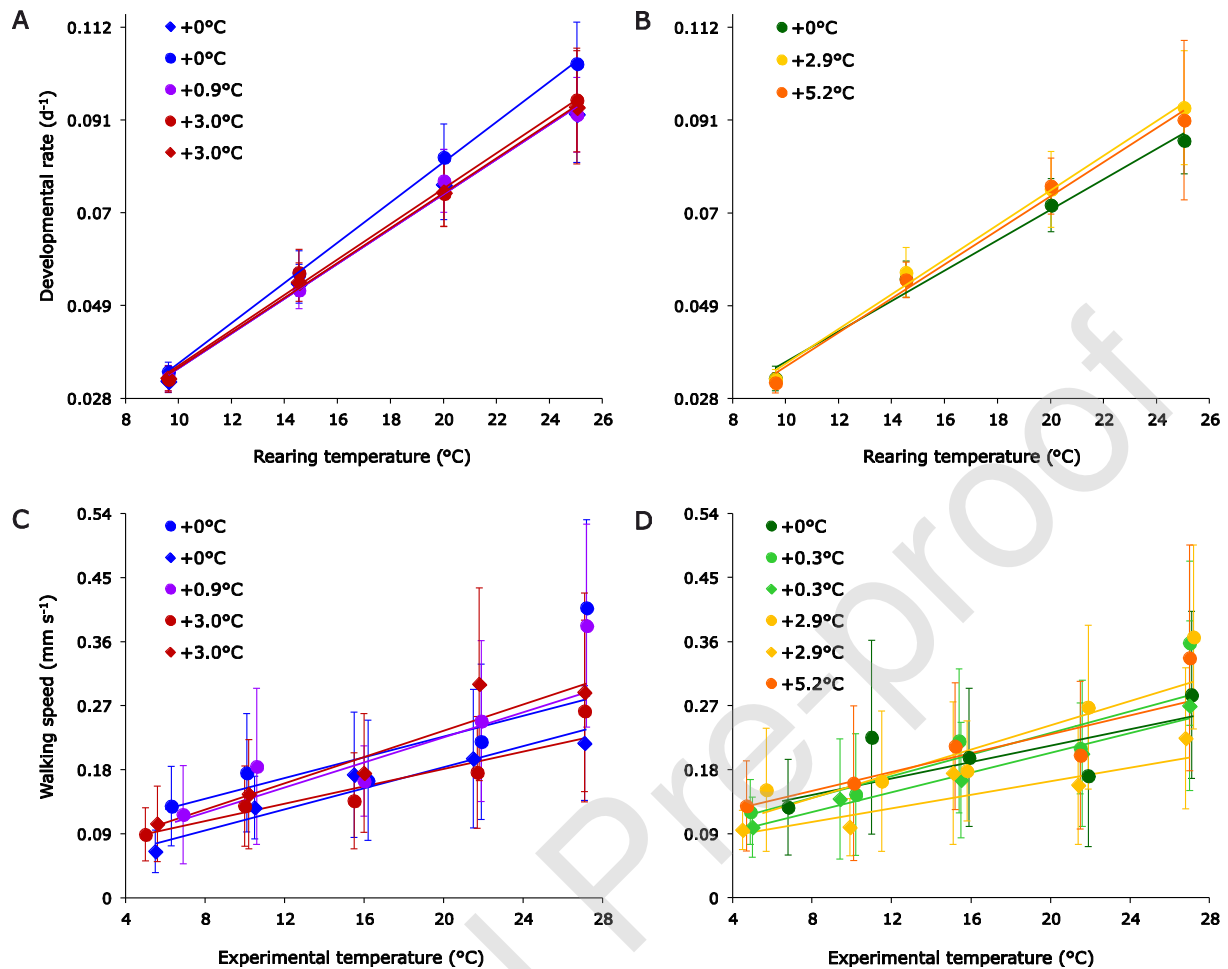 A
0.112
0.091
0.07
0.049
0.028
Developmental rate (d-1)
+0°C
+0°C
+0.9°C
+3.0°C
+3.0°C
8 10 12 14 16 18 20 22 24 26
Rearing temperature (°C)
B
0.112
0.091
0.07
0.049
0.028
+0°C
+2.9°C
+5.2°C
8 10 12 14 16 18 20 22 24 26
Rearing temperature (°C)
C
0.54
0.45
0.36
0.27
0.18
0.09
0
Walking speed (mm s-1)
+0°C
+0°C
+0.9°C
+3.0°C
+3.0°C
4 8 12 16 20 24 28
Experimental temperature (°C)
D
0.54
0.45
0.36
0.27
0.18
0.09
0
+0°C
+0.3°C
+0.3°C
+2.9°C
+2.9°C
+5.2°C
4 8 12 16 20 24 28
Experimental temperature (°C)
Pre-proof